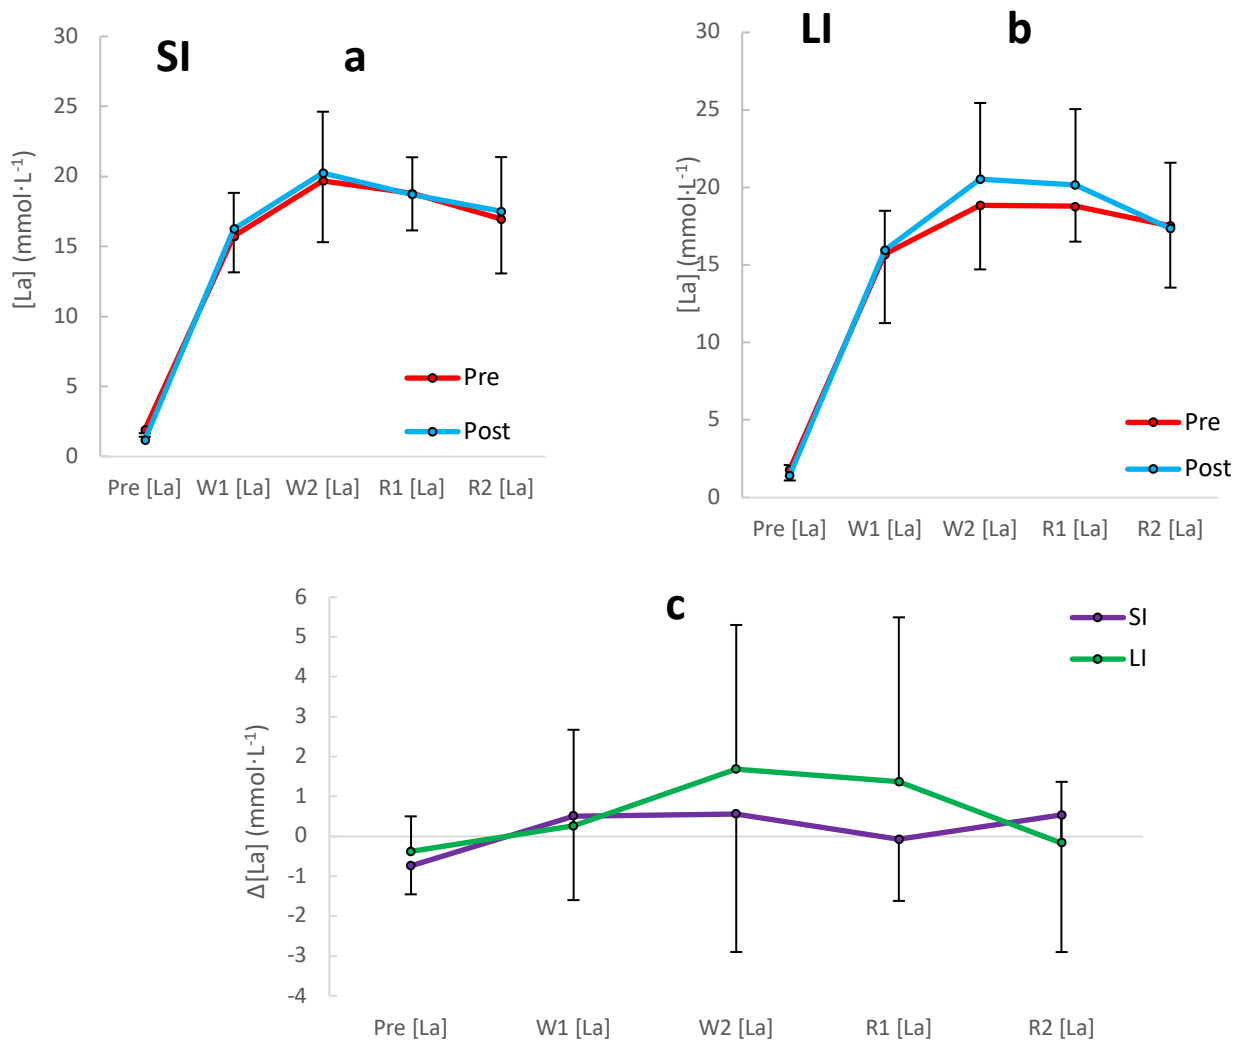 SI a
30
25
20
15
10
5
0
[La] (mmol·L-1)
Pre
Post
Pre [La] W1 [La] W2 [La] R1 [La] R2 [La]
LI b
30
25
20
15
10
5
0
[La] (mmol·L-1)
Pre
Post
Pre [La] W1 [La] W2 [La] R1 [La] R2 [La]
c
6
5
4
3
2
1
0
-1
-2
-3
-4
Δ[La] (mmol·L-1)
SI
LI
Pre [La] W1 [La] W2 [La] R1 [La] R2 [La]